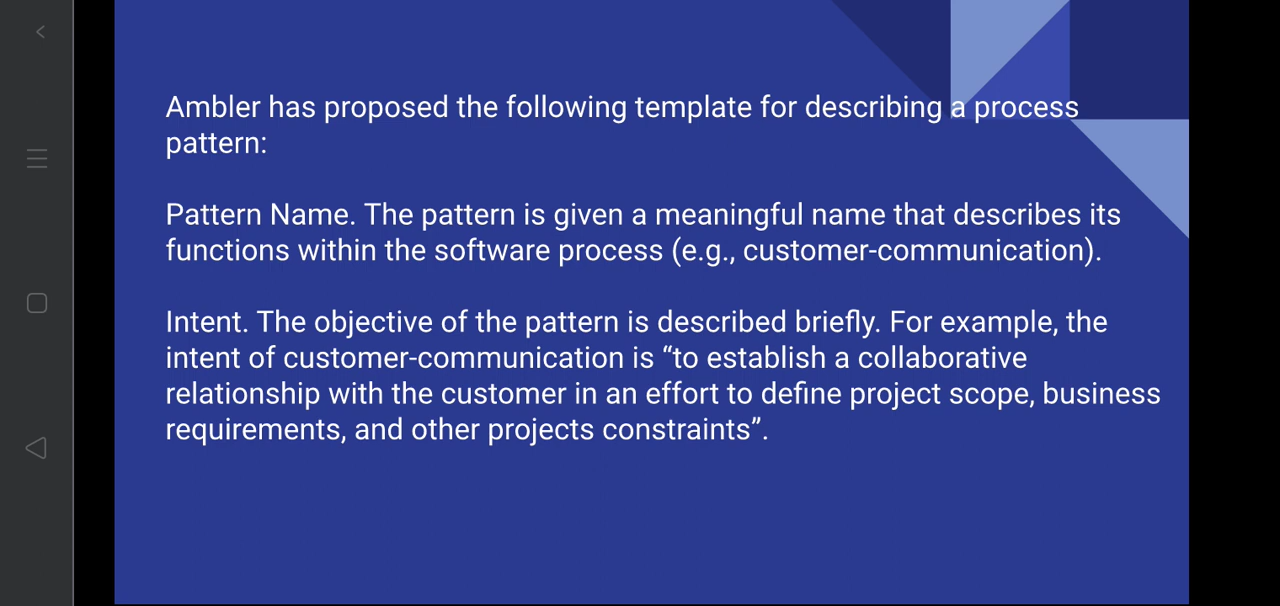 Ambler has proposed the following template for describing a process
pattern:
Pattern Name. The pattern is given a meaningful name that describes its
functions within the software process (e.g., customer-communication).
Intent. The objective of the pattern is described briefly. For example, the
intent of customer-communication is “to establish a collaborative
relationship with the customer in an effort to define project scope, business
requirements, and other projects constraints”.